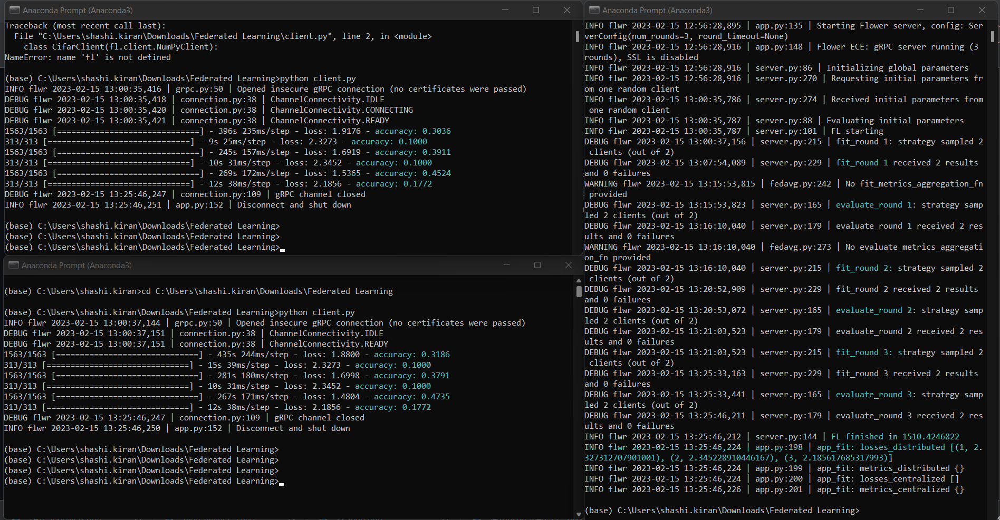 Anaconda Prompt (Anaconda3)
Traceback (most recent call last):
  File "C:\Users\shashi.kiran\Downloads\Federated Learning\client.py", line 2, in <module>
    class CifarClient(fl.client.NumPyClient):
NameError: name 'fl' is not defined
(base) C:\Users\shashi.kiran\Downloads\Federated Learning>python client.py
INFO flwr 2023-02-15 13:00:35,416 | grpc.py:50 | Opened insecure gRPC connection (no certificates were passed)
DEBUG flwr 2023-02-15 13:00:35,418 | connection.py:38 | ChannelConnectivity.IDLE
DEBUG flwr 2023-02-15 13:00:35,420 | connection.py:38 | ChannelConnectivity.CONNECTING
DEBUG flwr 2023-02-15 13:00:35,421 | connection.py:38 | ChannelConnectivity.READY
1563/1563 [==============================] - 396s 235ms/step - loss: 1.9176 - accuracy: 0.3036
313/313 [==============================] - 9s 25ms/step - loss: 2.3273 - accuracy: 0.1000
1563/1563 [==============================] - 245s 157ms/step - loss: 1.6919 - accuracy: 0.3911
313/313 [==============================] - 10s 31ms/step - loss: 2.3452 - accuracy: 0.1000
1563/1563 [==============================] - 269s 172ms/step - loss: 1.5365 - accuracy: 0.4524
313/313 [==============================] - 12s 38ms/step - loss: 2.1856 - accuracy: 0.1772
DEBUG flwr 2023-02-15 13:25:46,247 | connection.py:109 | gRPC channel closed
INFO flwr 2023-02-15 13:25:46,251 | app.py:152 | Disconnect and shut down
(base) C:\Users\shashi.kiran\Downloads\Federated Learning>
(base) C:\Users\shashi.kiran\Downloads\Federated Learning>
(base) C:\Users\shashi.kiran\Downloads\Federated Learning>
Anaconda Prompt (Anaconda3)
(base) C:\Users\shashi.kiran>cd C:\Users\shashi.kiran\Downloads\Federated Learning
(base) C:\Users\shashi.kiran\Downloads\Federated Learning>python client.py
INFO flwr 2023-02-15 13:00:37,144 | grpc.py:50 | Opened insecure gRPC connection (no certificates were passed)
DEBUG flwr 2023-02-15 13:00:37,151 | connection.py:38 | ChannelConnectivity.IDLE
DEBUG flwr 2023-02-15 13:00:37,151 | connection.py:38 | ChannelConnectivity.READY
1563/1563 [==============================] - 435s 244ms/step - loss: 1.8800 - accuracy: 0.3186
313/313 [==============================] - 15s 39ms/step - loss: 2.3273 - accuracy: 0.1000
1563/1563 [==============================] - 281s 180ms/step - loss: 1.6998 - accuracy: 0.3791
313/313 [==============================] - 10s 31ms/step - loss: 2.3452 - accuracy: 0.1000
1563/1563 [==============================] - 267s 171ms/step - loss: 1.4804 - accuracy: 0.4735
313/313 [==============================] - 12s 38ms/step - loss: 2.1856 - accuracy: 0.1772
DEBUG flwr 2023-02-15 13:25:46,247 | connection.py:109 | gRPC channel closed
INFO flwr 2023-02-15 13:25:46,250 | app.py:152 | Disconnect and shut down
(base) C:\Users\shashi.kiran\Downloads\Federated Learning>
(base) C:\Users\shashi.kiran\Downloads\Federated Learning>
(base) C:\Users\shashi.kiran\Downloads\Federated Learning>
(base) C:\Users\shashi.kiran\Downloads\Federated Learning>
Anaconda Prompt (Anaconda3)
INFO flwr 2023-02-15 12:56:28,895 | app.py:135 | Starting Flower server, config: Ser
verConfig(num_rounds=3, round_timeout=None)
INFO flwr 2023-02-15 12:56:28,916 | app.py:148 | Flower ECE: gRPC server running (3
rounds), SSL is disabled
INFO flwr 2023-02-15 12:56:28,916 | server.py:86 | Initializing global parameters
INFO flwr 2023-02-15 12:56:28,916 | server.py:270 | Requesting initial parameters fr
om one random client
INFO flwr 2023-02-15 13:00:35,786 | server.py:274 | Received initial parameters from
 one random client
INFO flwr 2023-02-15 13:00:35,787 | server.py:88 | Evaluating initial parameters
INFO flwr 2023-02-15 13:00:35,787 | server.py:101 | FL starting
DEBUG flwr 2023-02-15 13:00:37,156 | server.py:215 | fit_round 1: strategy sampled 2
 clients (out of 2)
DEBUG flwr 2023-02-15 13:07:54,089 | server.py:229 | fit_round 1 received 2 results
and 0 failures
WARNING flwr 2023-02-15 13:15:53,815 | fedavg.py:242 | No fit_metrics_aggregation_fn
 provided
DEBUG flwr 2023-02-15 13:15:53,823 | server.py:165 | evaluate_round 1: strategy samp
led 2 clients (out of 2)
DEBUG flwr 2023-02-15 13:16:10,040 | server.py:179 | evaluate_round 1 received 2 res
ults and 0 failures
WARNING flwr 2023-02-15 13:16:10,040 | fedavg.py:273 | No evaluate_metrics_aggregati
on_fn provided
DEBUG flwr 2023-02-15 13:16:10,040 | server.py:215 | fit_round 2: strategy sampled 2
 clients (out of 2)
DEBUG flwr 2023-02-15 13:20:52,909 | server.py:229 | fit_round 2 received 2 results
and 0 failures
DEBUG flwr 2023-02-15 13:20:53,072 | server.py:165 | evaluate_round 2: strategy samp
led 2 clients (out of 2)
DEBUG flwr 2023-02-15 13:21:03,523 | server.py:179 | evaluate_round 2 received 2 res
ults and 0 failures
DEBUG flwr 2023-02-15 13:21:03,523 | server.py:215 | fit_round 3: strategy sampled 2
 clients (out of 2)
DEBUG flwr 2023-02-15 13:25:33,163 | server.py:229 | fit_round 3 received 2 results
and 0 failures
DEBUG flwr 2023-02-15 13:25:33,441 | server.py:165 | evaluate_round 3: strategy samp
led 2 clients (out of 2)
DEBUG flwr 2023-02-15 13:25:46,211 | server.py:179 | evaluate_round 3 received 2 res
ults and 0 failures
INFO flwr 2023-02-15 13:25:46,212 | server.py:144 | FL finished in 1510.4246822
INFO flwr 2023-02-15 13:25:46,224 | app.py:198 | app_fit: losses_distributed [(1, 2.
327312707901001), (2, 2.345228910446167), (3, 2.185617685317993)]
INFO flwr 2023-02-15 13:25:46,224 | app.py:199 | app_fit: metrics_distributed {}
INFO flwr 2023-02-15 13:25:46,224 | app.py:200 | app_fit: losses_centralized []
INFO flwr 2023-02-15 13:25:46,226 | app.py:201 | app_fit: metrics_centralized {}
(base) C:\Users\shashi.kiran\Downloads\Federated Learning>